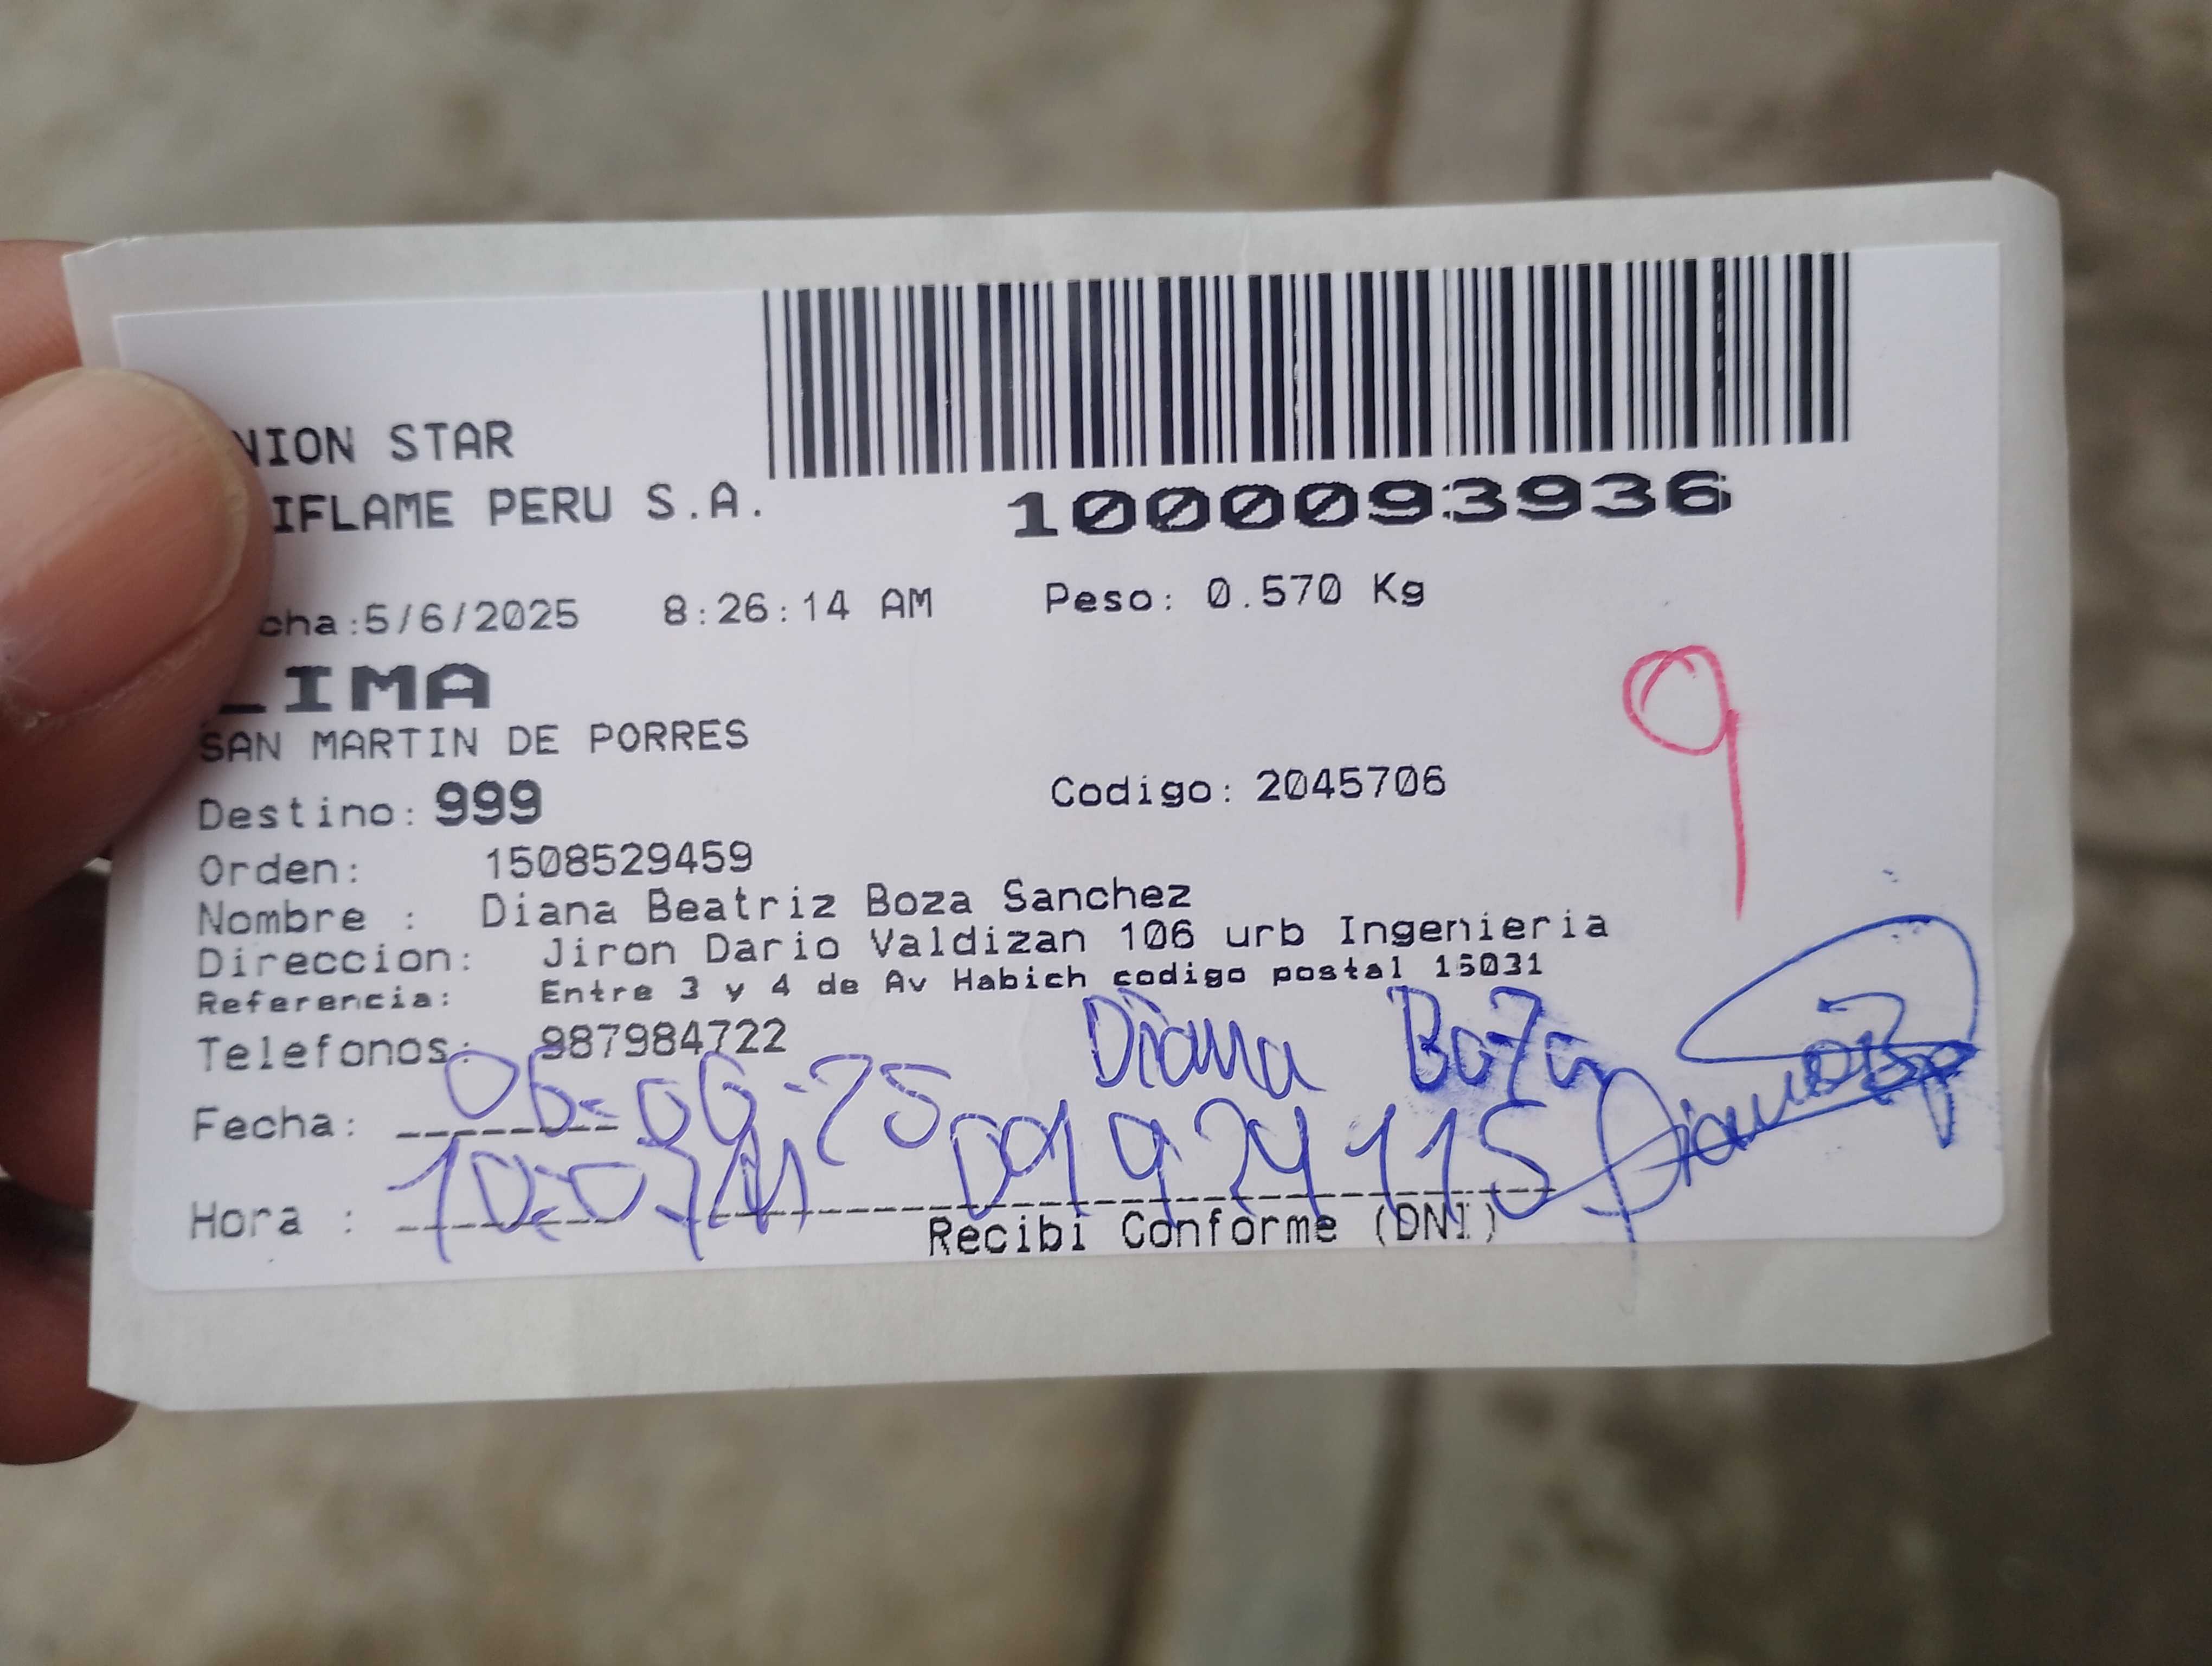 NION STAR
IFLAME PERU S.A.
1000093936
cha:5/6/2025 8:26:14 AM Peso: 0.570 Kg
LIMA
9
SAN MARTIN DE PORRES
Destino: 999 Codigo: 2045706
Orden: 1508529459
Nombre : Diana Beatriz Boza Sanchez
Direccion: Jiron Dario Valdizan 106 urb Ingenieria
Referencia: Entre 3 y 4 de Av Habich codigo postal 15031
Telefonos: 987984722
Diana Boza
Fecha: 06-06-25
Hora :
Recibi Conforme (DNI)